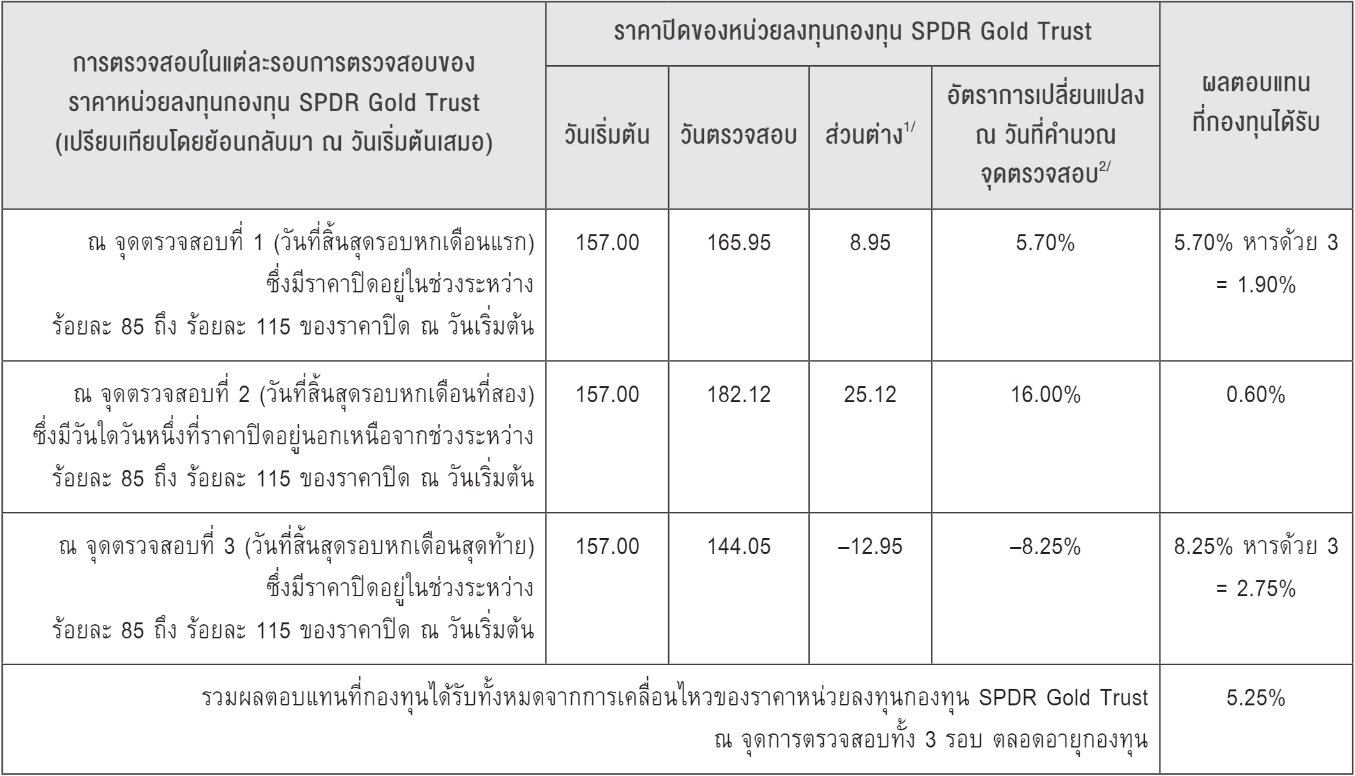 การตรวจสอบในแต่ละรอบการตรวจสอบของ
ราคาหน่วยลงทุนกองทุน SPDR Gold Trust
(เปรียบเทียบโดยย้อนกลับมา ณ วันเริ่มต้นเสมอ)
ราคาปิดของหน่วยลงทุนกองทุน SPDR Gold Trust
วันเริ่มต้น
วันตรวจสอบ
ส่วนต่าง1/
อัตราการเปลี่ยนแปลง
ณ วันที่คำนวณ
จุดตรวจสอบ2/
ผลตอบแทน
ที่กองทุนได้รับ
ณ จุดตรวจสอบที่ 1 (วันที่สิ้นสุดรอบหกเดือนแรก)
ซึ่งมีราคาปิดอยู่ในช่วงระหว่าง
ร้อยละ 85 ถึง ร้อยละ 115 ของราคาปิด ณ วันเริ่มต้น
157.00
165.95
8.95
5.70%
5.70% หารด้วย 3
= 1.90%
ณ จุดตรวจสอบที่ 2 (วันที่สิ้นสุดรอบหกเดือนที่สอง)
ซึ่งมีวันใดวันหนึ่งที่ราคาปิดอยู่นอกเหนือจากช่วงระหว่าง
ร้อยละ 85 ถึง ร้อยละ 115 ของราคาปิด ณ วันเริ่มต้น
157.00
182.12
25.12
16.00%
0.60%
ณ จุดตรวจสอบที่ 3 (วันที่สิ้นสุดรอบหกเดือนสุดท้าย)
ซึ่งมีราคาปิดอยู่ในช่วงระหว่าง
ร้อยละ 85 ถึง ร้อยละ 115 ของราคาปิด ณ วันเริ่มต้น
157.00
144.05
–12.95
–8.25%
8.25% หารด้วย 3
= 2.75%
รวมผลตอบแทนที่กองทุนได้รับทั้งหมดจากการเคลื่อนไหวของราคาหน่วยลงทุนกองทุน SPDR Gold Trust
ณ จุดการตรวจสอบทั้ง 3 รอบ ตลอดอายุกองทุน
5.25%